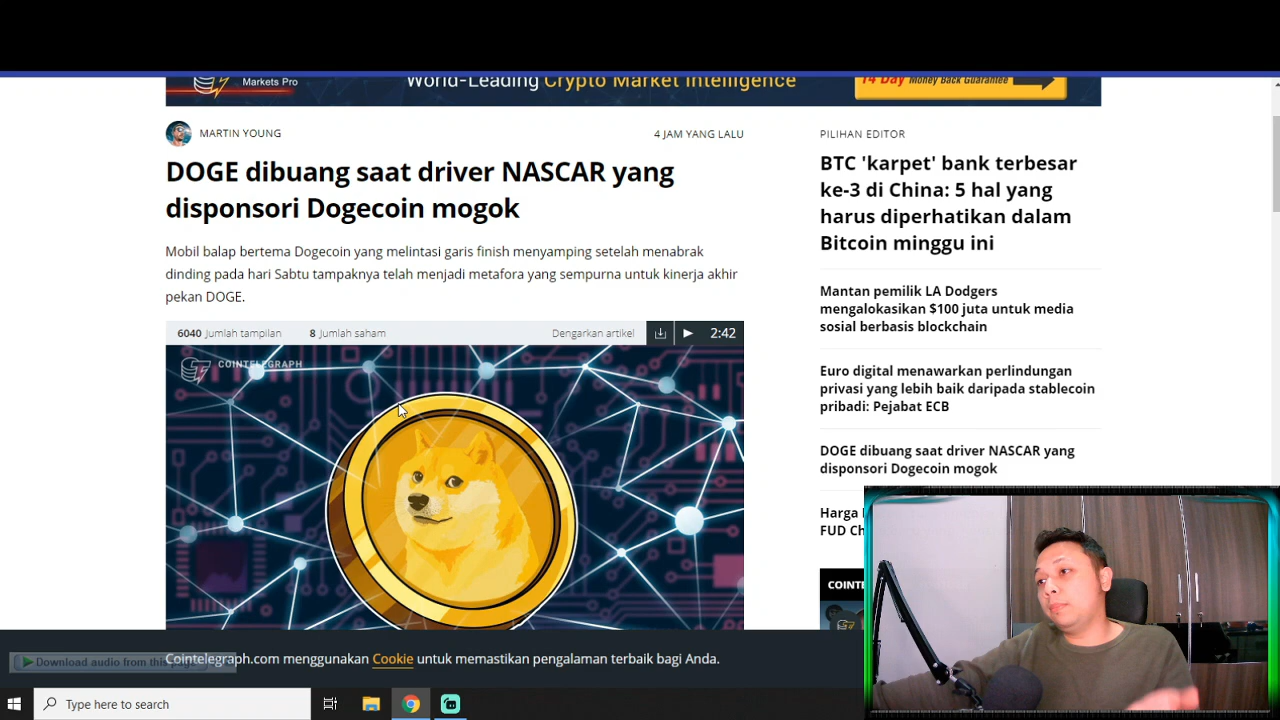 Markets Pro
World-Leading Crypto Market Intelligence
14 Day Money Back Guarantee
MARTIN YOUNG
4 JAM YANG LALU
DOGE dibuang saat driver NASCAR yang
disponsori Dogecoin mogok
Mobil balap bertema Dogecoin yang melintasi garis finish menyamping setelah menabrak
dinding pada hari Sabtu tampaknya telah menjadi metafora yang sempurna untuk kinerja akhir
pekan DOGE.
6040 Jumlah tampilan
8 Jumlah saham
Dengarkan artikel
2:42
COINTELEGRAPH
PILIHAN EDITOR
BTC 'karpet' bank terbesar
ke-3 di China: 5 hal yang
harus diperhatikan dalam
Bitcoin minggu ini
Mantan pemilik LA Dodgers
mengalokasikan $100 juta untuk media
sosial berbasis blockchain
Euro digital menawarkan perlindungan
privasi yang lebih baik daripada stablecoin
pribadi: Pejabat ECB
DOGE dibuang saat driver NASCAR yang
disponsori Dogecoin mogok
Harga
FUD
Download audio from this
Cointelegraph.com menggunakan Cookie untuk memastikan pengalaman terbaik bagi Anda.
Type here to search